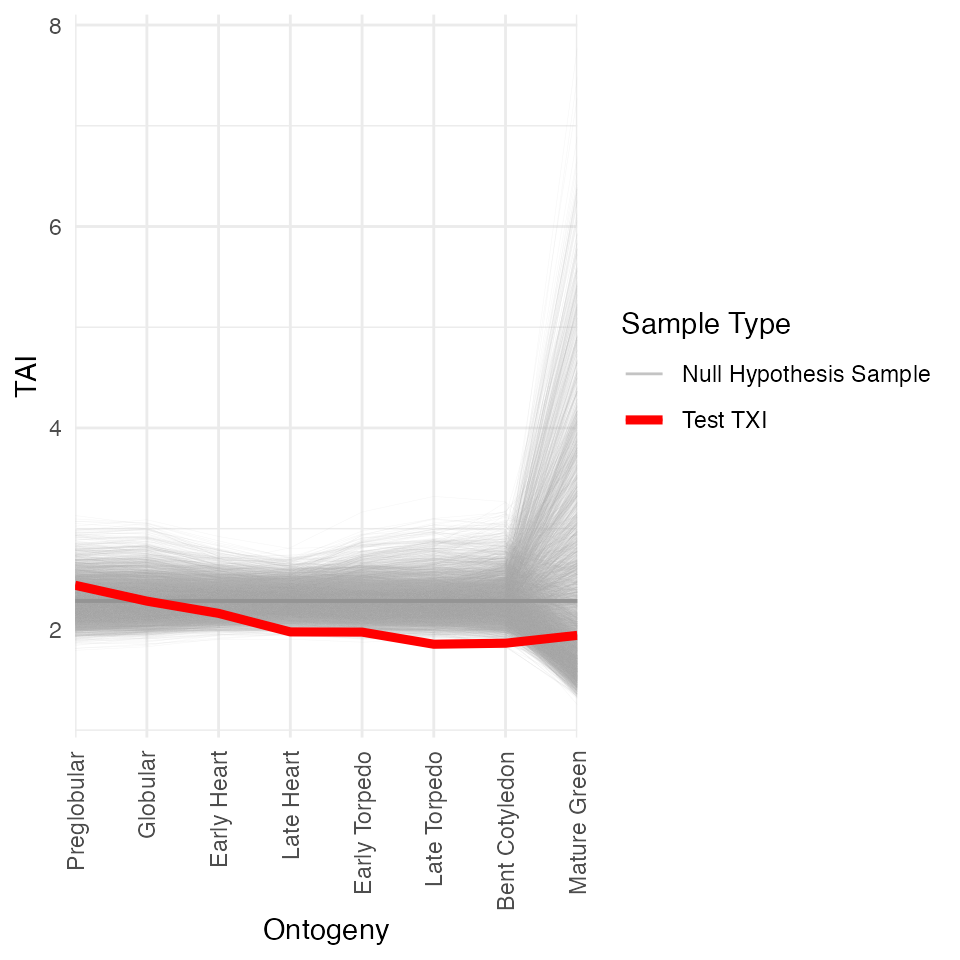 8
6
4
2
TAI
Preglobular
Globular
Early Heart
Late Heart
Early Torpedo
Late Torpedo
Bent Cotyledon
Mature Green
Ontogeny
Sample Type
Null Hypothesis Sample
Test TXI